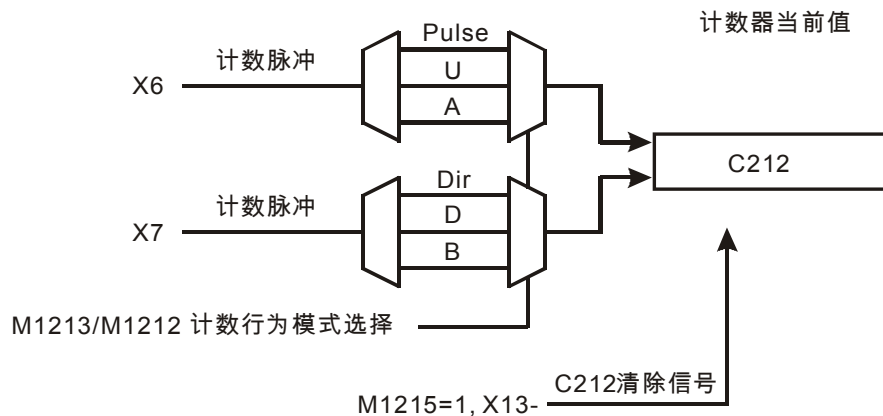 计数器当前值
Pulse
计数脉冲
U
X6
A
C212
Dir
计数脉冲
D
X7
B
M1213/M1212 计数行为模式选择
C212清除信号
M1215=1, X13-